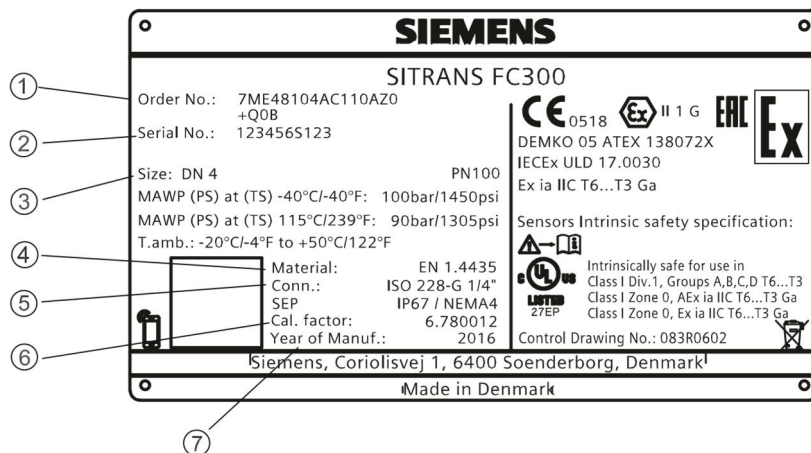 SIEMENS
SITRANS FC300
① Order No.: 7ME48104AC110AZ0
+Q0B
② Serial No.: 123456S123
③ Size: DN 4 PN100
MAWP (PS) at (TS) -40°C/-40°F: 100bar/1450psi
MAWP (PS) at (TS) 115°C/239°F: 90bar/1305psi
T.amb.: -20°C/-4°F to +50°C/122°F
④ Material: EN 1.4435
⑤ Conn.: ISO 228-G 1/4"
SEP IP67 / NEMA4
⑥ Cal. factor: 6.780012
⑦ Year of Manuf.: 2016
CE 0518 Ex II 1 G EAC Ex
DEMKO 05 ATEX 138072X
IECEx ULD 17.0030
Ex ia IIC T6...T3 Ga
Sensors Intrinsic safety specification:
C UL US
LISTED
27EP
Intrinsically safe for use in
Class I Div.1, Groups A,B,C,D T6...T3
Class I Zone 0, AEx ia IIC T6...T3 Ga
Class I Zone 0, Ex ia IIC T6...T3 Ga
Control Drawing No.: 083R0602
Siemens, Coriolisvej 1, 6400 Soenderborg, Denmark
Made in Denmark